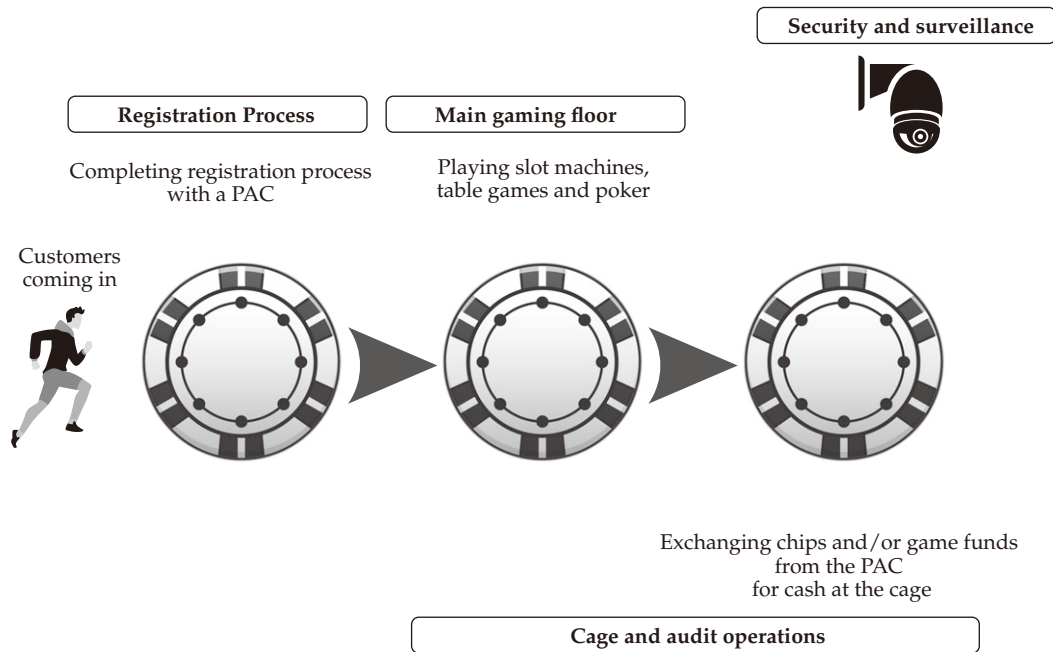 Security and surveillance
Registration Process
Main gaming floor
Completing registration process
with a PAC
Playing slot machines,
table games and poker
Customers
coming in
Exchanging chips and/or game funds
from the PAC
for cash at the cage
Cage and audit operations